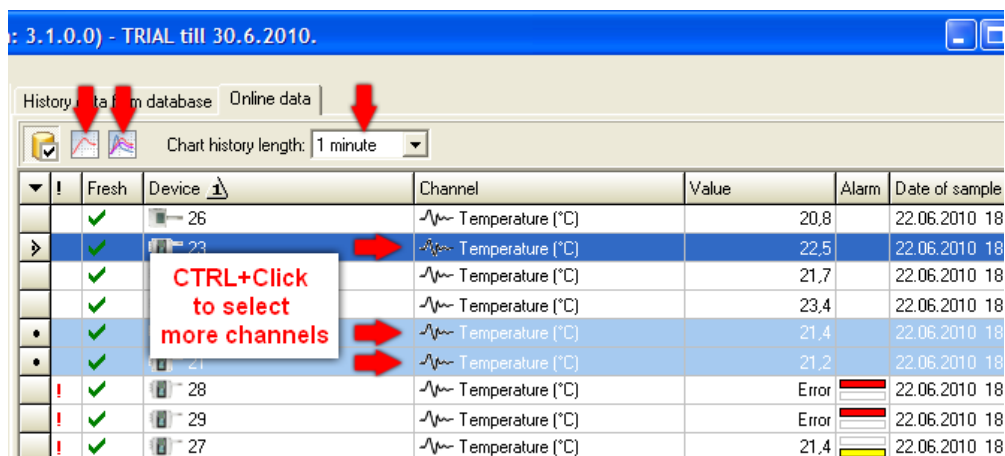 : 3.1.0.0) - TRIAL till 30.6.2010.
History data from database Online data
Chart history length: 1 minute
! Fresh Device 1 Channel Value Alarm Date of sample
26 Temperature (°C) 20,8 22.06.2010 18
23 Temperature (°C) 22,5 22.06.2010 18
Temperature (°C) 21,7 22.06.2010 18
Temperature (°C) 23,4 22.06.2010 18
CTRL+Click
to select
more channels
Temperature (°C) 21,4 22.06.2010 18
21 Temperature (°C) 21,2 22.06.2010 18
! 28 Temperature (°C) Error 22.06.2010 18
! 29 Temperature (°C) Error 22.06.2010 18
! 27 Temperature (°C) 21,4 22.06.2010 18